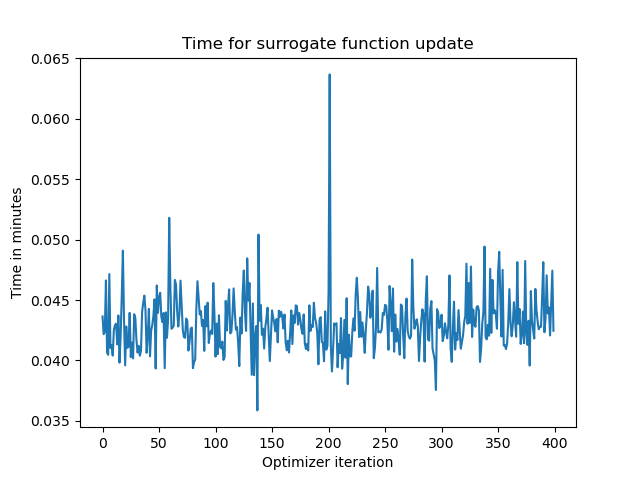 Time for surrogate function update
0.065
0.060
0.055
0.050
0.045
0.040
0.035
Time in minutes
0 50 100 150 200 250 300 350 400
Optimizer iteration